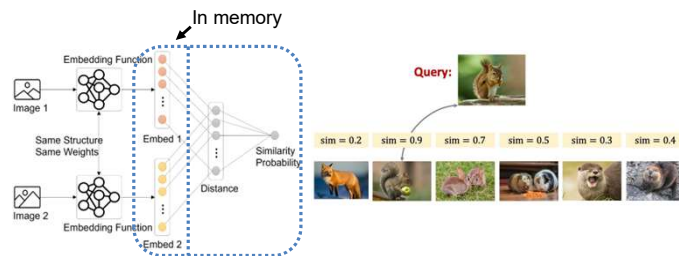 In memory
Embedding Function
Image 1
Embed 1
Same Structure
Same Weights
Distance
Similarity
Probability
Image 2
Embedding Function
Embed 2
Query:
sim = 0.2
sim = 0.9
sim = 0.7
sim = 0.5
sim = 0.3
sim = 0.4